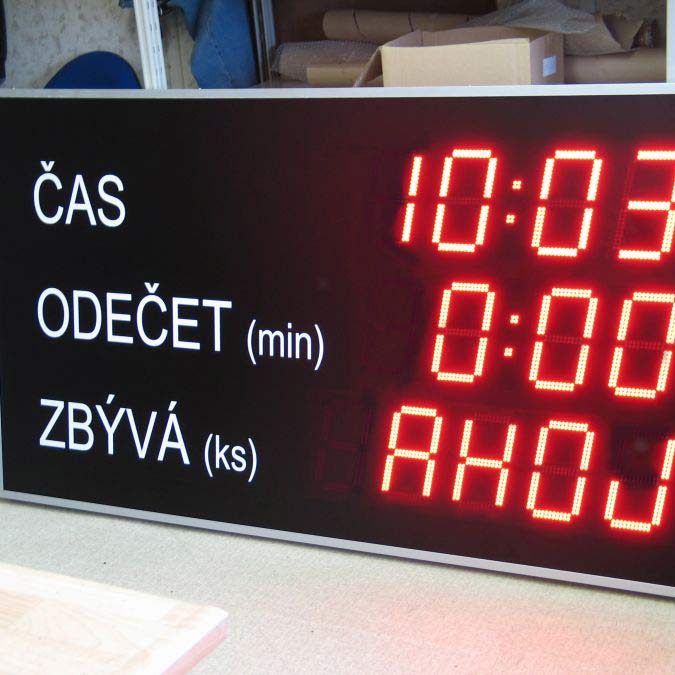 ČAS 10:03
ODEČET (min) 0:00
ZBÝVÁ (ks) AHOJ